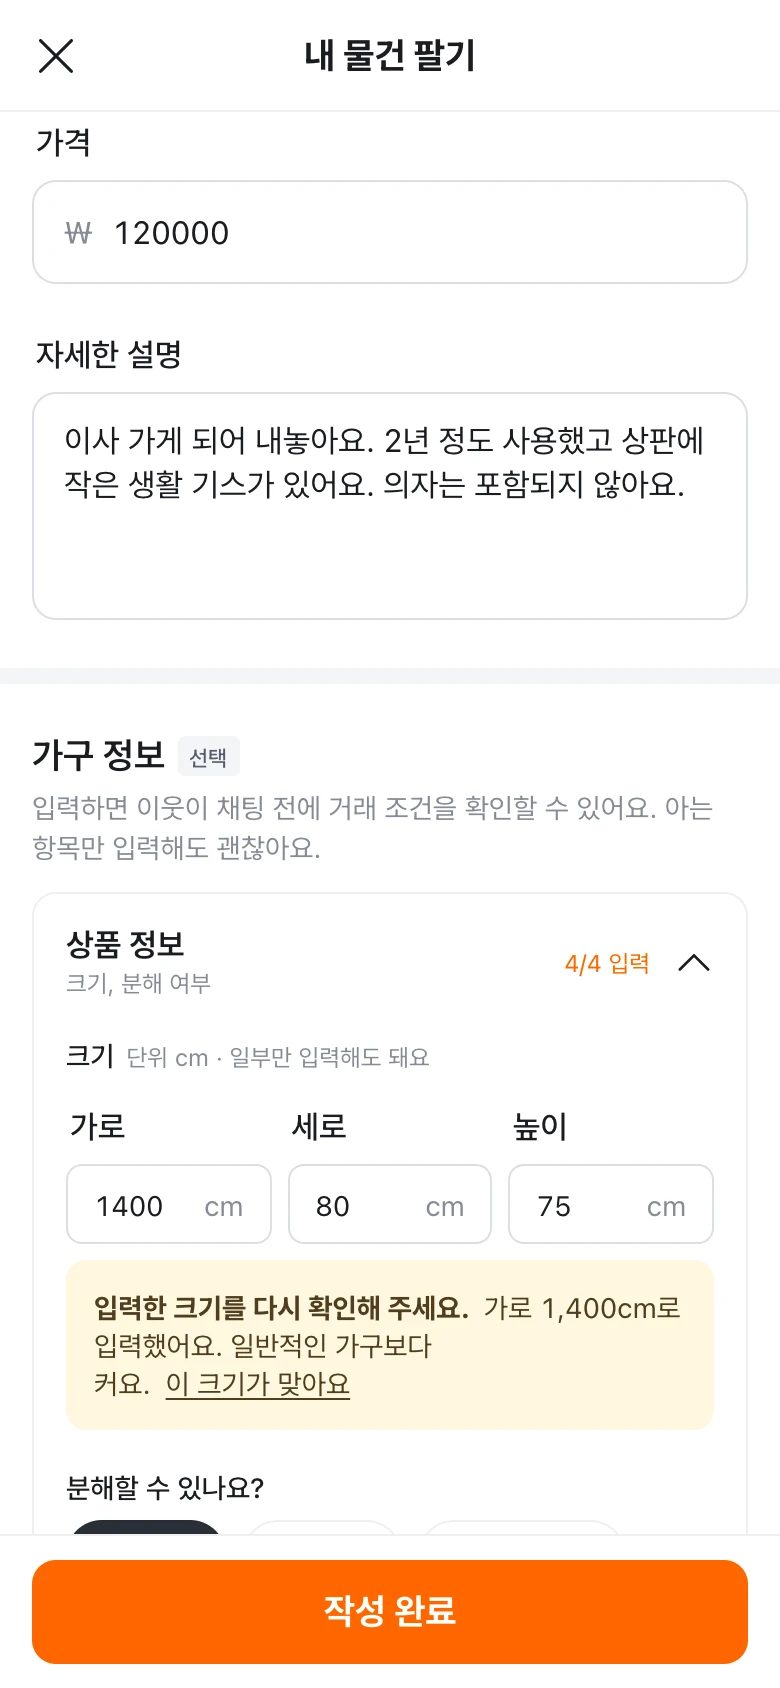 내 물건 팔기
가격
₩ 120000
자세한 설명
이사 가게 되어 내놓아요. 2년 정도 사용했고 상판에
작은 생활 기스가 있어요. 의자는 포함되지 않아요.
가구 정보 선택
입력하면 이웃이 채팅 전에 거래 조건을 확인할 수 있어요. 아는
항목만 입력해도 괜찮아요.
상품 정보
크기, 분해 여부
4/4 입력
크기 단위 cm · 일부만 입력해도 돼요
가로 세로 높이
1400 cm 80 cm 75 cm
입력한 크기를 다시 확인해 주세요. 가로 1,400cm로
입력했어요. 일반적인 가구보다
커요. 이 크기가 맞아요
분해할 수 있나요?
작성 완료